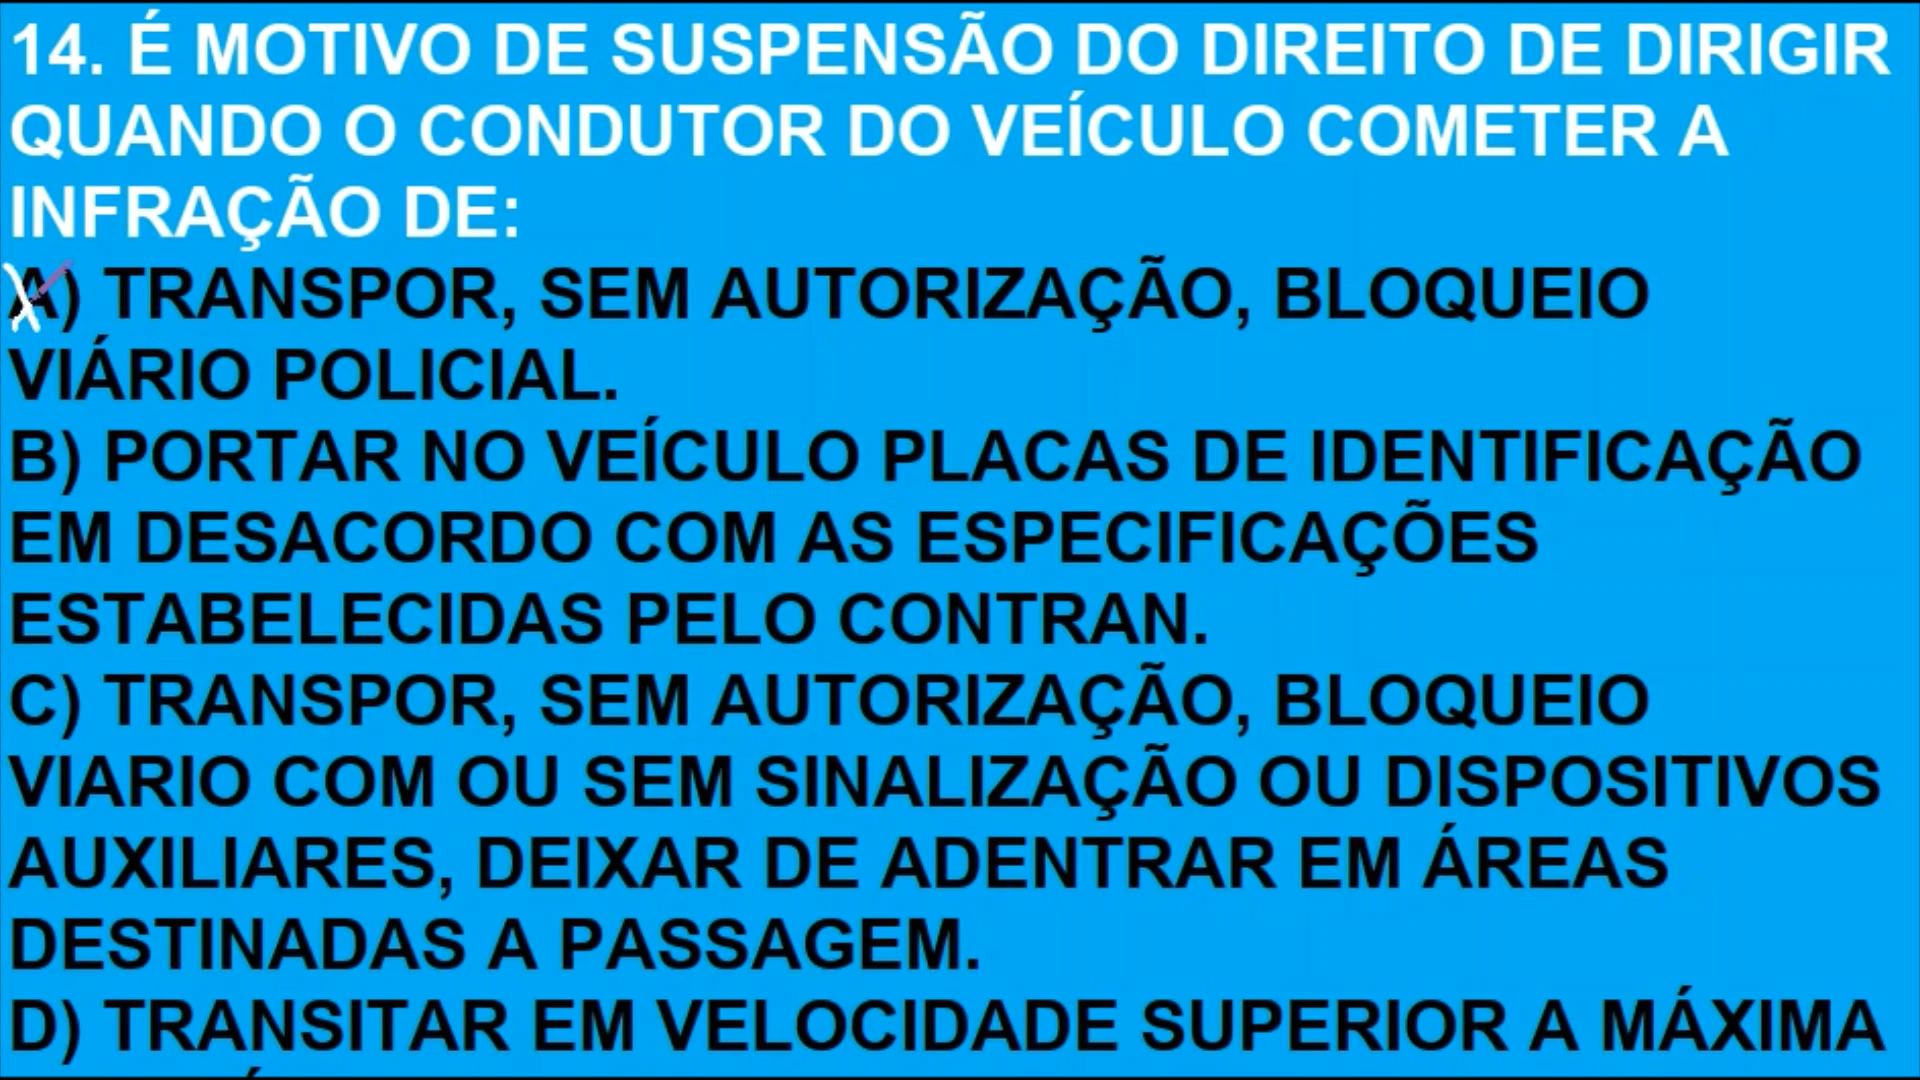 14. É MOTIVO DE SUSPENSÃO DO DIREITO DE DIRIGIR
QUANDO O CONDUTOR DO VEÍCULO COMETER A
INFRAÇÃO DE:
A) TRANSPOR, SEM AUTORIZAÇÃO, BLOQUEIO
VIÁRIO POLICIAL.
B) PORTAR NO VEÍCULO PLACAS DE IDENTIFICAÇÃO
EM DESACORDO COM AS ESPECIFICAÇÕES
ESTABELECIDAS PELO CONTRAN.
C) TRANSPOR, SEM AUTORIZAÇÃO, BLOQUEIO
VIARIO COM OU SEM SINALIZAÇÃO OU DISPOSITIVOS
AUXILIARES, DEIXAR DE ADENTRAR EM ÁREAS
DESTINADAS A PASSAGEM.
D) TRANSITAR EM VELOCIDADE SUPERIOR A MÁXIMA